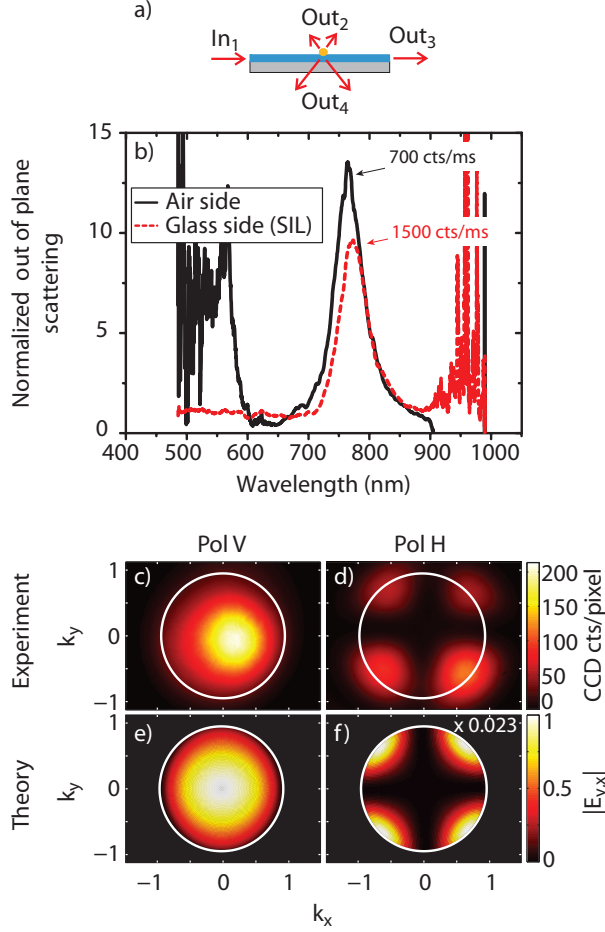 a)
In1
Out2
Out3
Out4
b)
15
10
5
0
Normalized out of plane
scattering
700 cts/ms
Air side
Glass side (SIL)
1500 cts/ms
400 500 600 700 800 900 1000
Wavelength (nm)
Pol V
Pol H
Experiment
ky
1
0
−1
c)
d)
200
150
100
50
0
CCD cts/pixel
Theory
ky
1
0
−1
e)
f)
x 0.023
1
0.5
0
|Ey,x|
−1 0 1
−1 0 1
kx